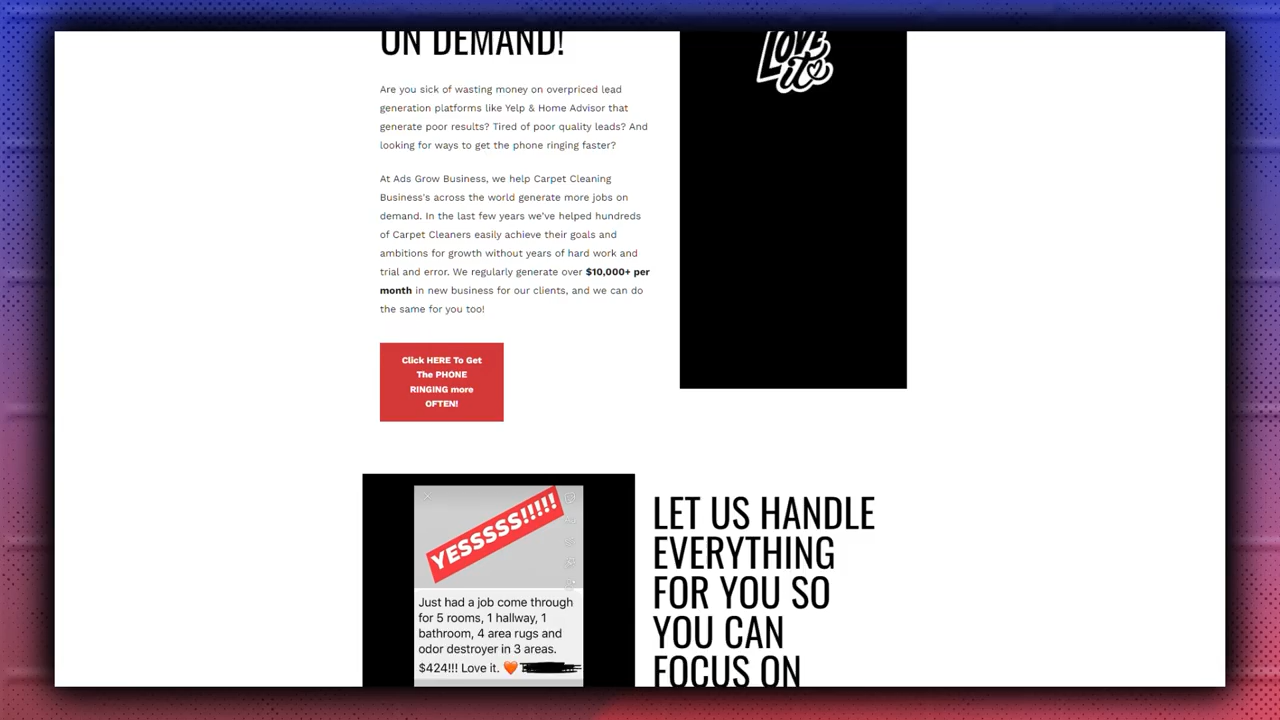 ON DEMAND!
Are you sick of wasting money on overpriced lead
generation platforms like Yelp & Home Advisor that
generate poor results? Tired of poor quality leads? And
looking for ways to get the phone ringing faster?
At Ads Grow Business, we help Carpet Cleaning
Business's across the world generate more jobs on
demand. In the last few years we've helped hundreds
of Carpet Cleaners easily achieve their goals and
ambitions for growth without years of hard work and
trial and error. We regularly generate over $10,000+ per
month in new business for our clients, and we can do
the same for you too!
Click HERE To Get
The PHONE
RINGING more
OFTEN!
LOVE
it
YESSSSS!!!!!
Just had a job come through
for 5 rooms, 1 hallway, 1
bathroom, 4 area rugs and
odor destroyer in 3 areas.
$424!!! Love it. 🧡
LET US HANDLE
EVERYTHING
FOR YOU SO
YOU CAN
FOCUS ON